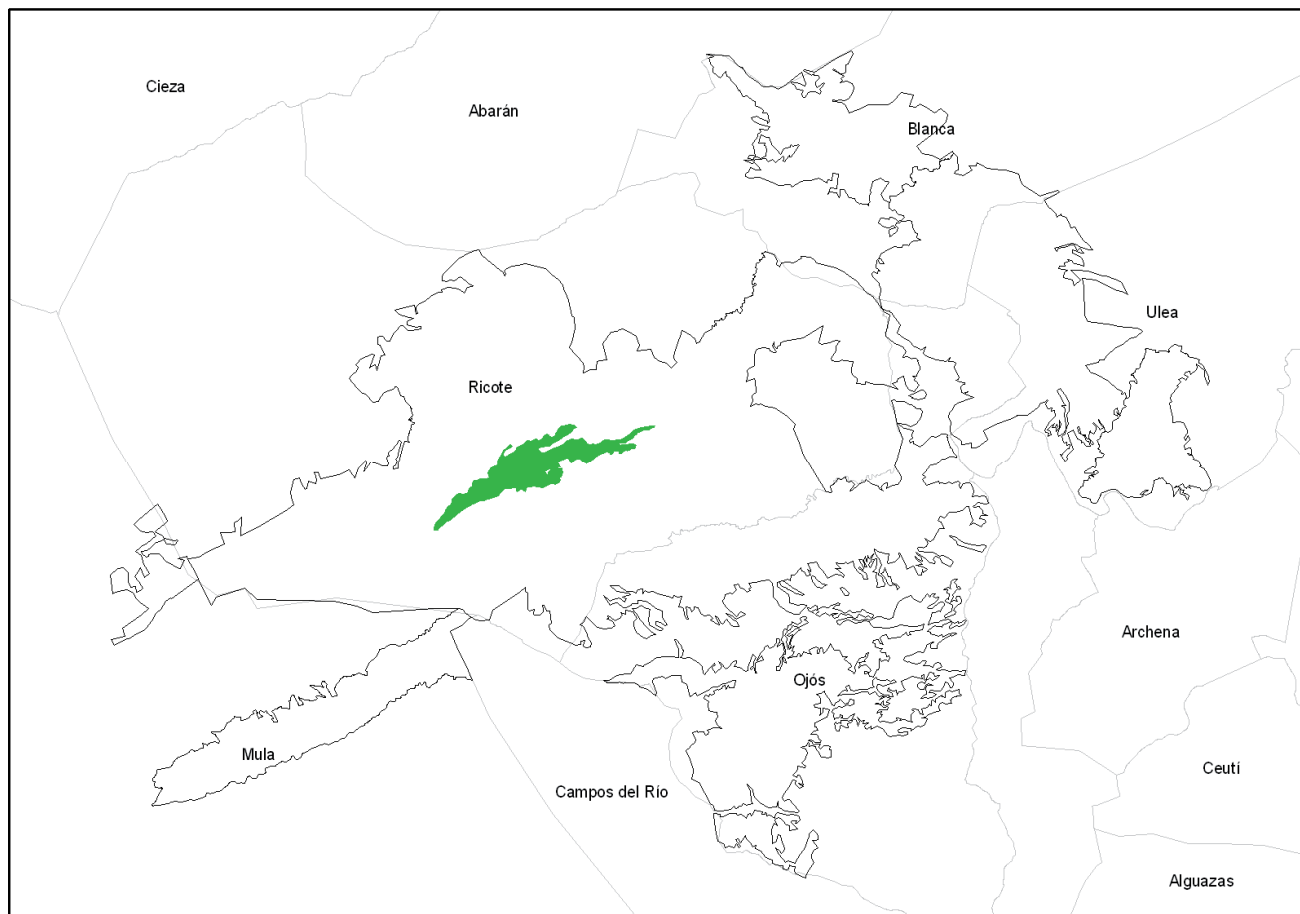 Cieza
Abarán
Blanca
Ulea
Ricote
Archena
Ojós
Mula
Ceutí
Campos del Río
Alguazas